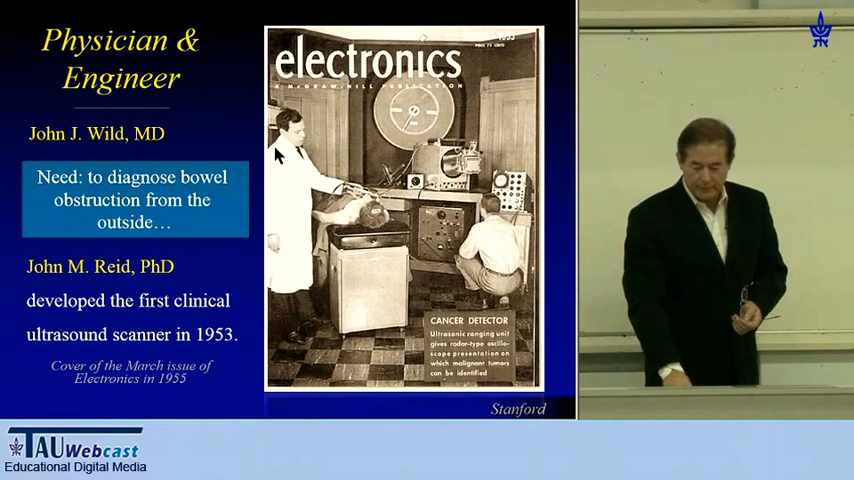 Physician &
Engineer
John J. Wild, MD
Need: to diagnose bowel
obstruction from the
outside…
John M. Reid, PhD
developed the first clinical
ultrasound scanner in 1953.
Cover of the March issue of
Electronics in 1955
electronics
PRICE 75 CENTS
A McGRAW-HILL PUBLICATION
CANCER DETECTOR
Ultrasonic ranging unit
gives radar-type oscillo-
scope presentation on
which malignant tumors
can be identified
Stanford
TAUWebcast
Educational Digital Media